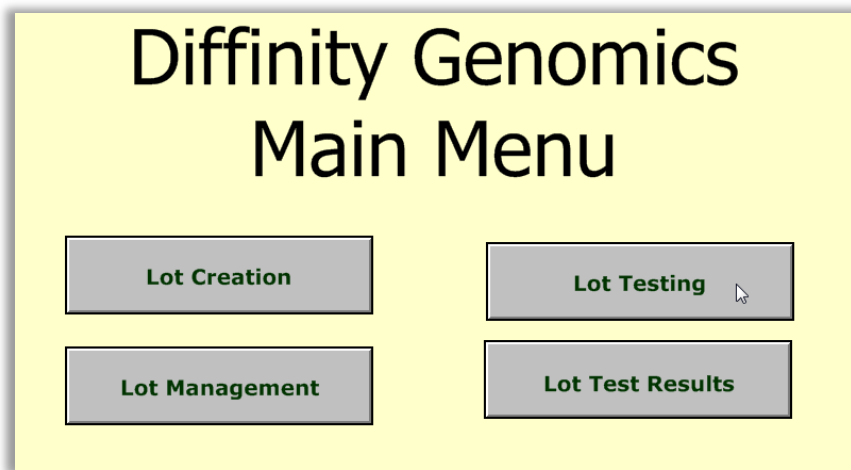 Diffinity Genomics
Main Menu
Lot Creation
Lot Testing
Lot Management
Lot Test Results